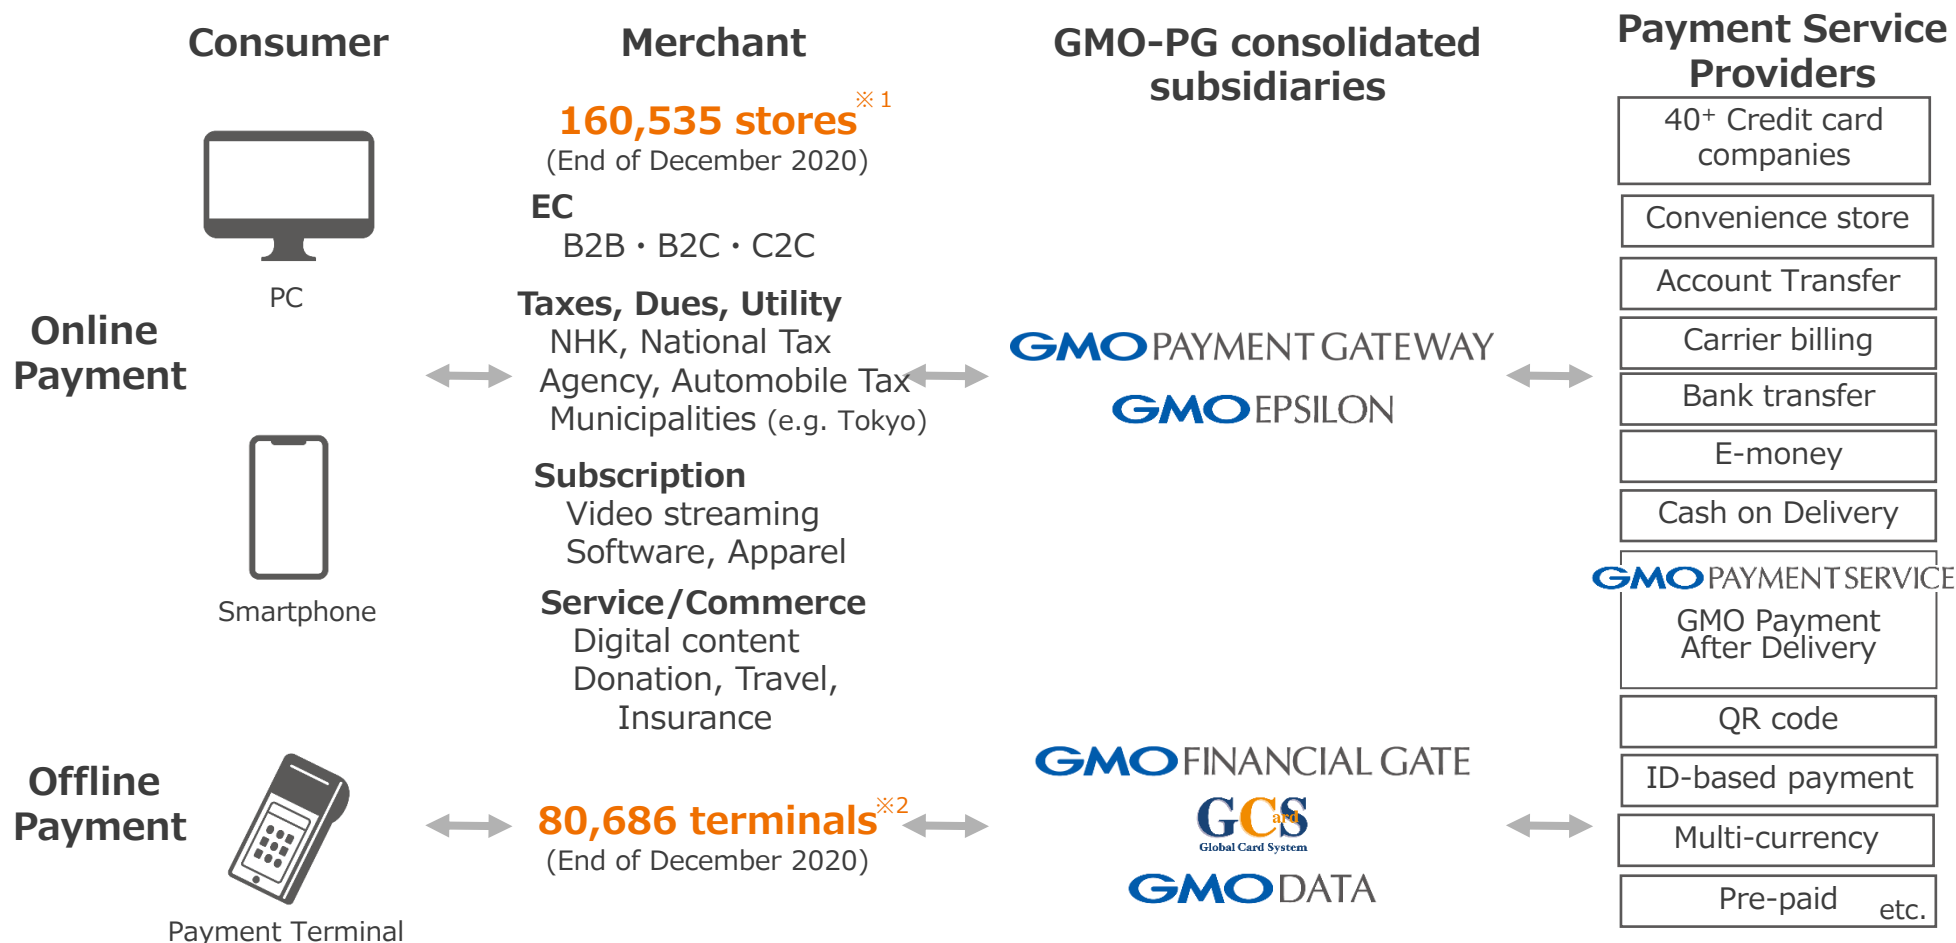 Consumer
Merchant
GMO-PG consolidated
subsidiaries
Payment Service
Providers
Online
Payment
PC
Smartphone
160,535 stores※1
(End of December 2020)
EC
B2B・B2C・C2C
Taxes, Dues, Utility
NHK, National Tax
Agency, Automobile Tax
Municipalities (e.g. Tokyo)
Subscription
Video streaming
Software, Apparel
Service/Commerce
Digital content
Donation, Travel,
Insurance
GMO PAYMENT GATEWAY
GMO EPSILON
40+ Credit card
companies
Convenience store
Account Transfer
Carrier billing
Bank transfer
E-money
Cash on Delivery
GMO PAYMENT SERVICE
GMO Payment
After Delivery
QR code
ID-based payment
Multi-currency
Pre-paid etc.
Offline
Payment
Payment Terminal
80,686 terminals※2
(End of December 2020)
GMO FINANCIAL GATE
GCardS
Global Card System
GMO DATA